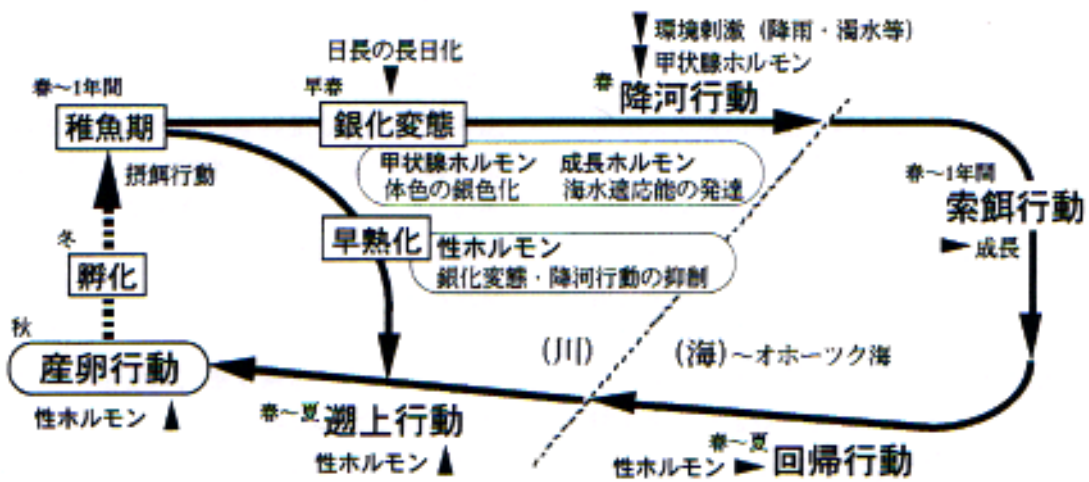 環境刺激(降雨・濁水等)
甲状腺ホルモン
日長の長日化
春~1年間
早春
春
降河行動
稚魚期
銀化変態
摂餌行動
甲状腺ホルモン 成長ホルモン
体色の銀色化 海水適応能の発達
春~1年間
索餌行動
成長
早熟化
性ホルモン
銀化変態・降河行動の抑制
冬
孵化
秋
産卵行動
性ホルモン
(川)
(海)~オホーツク海
春~夏
遡上行動
性ホルモン
春~夏
性ホルモン
回帰行動